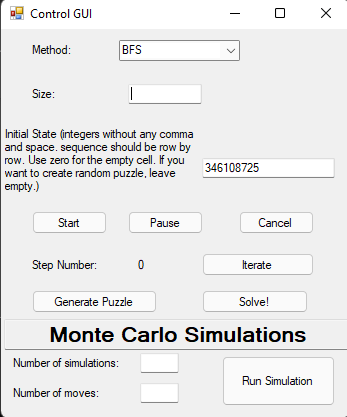 Control GUI
Method: BFS
Size:
Initial State (integers without any comma
and space. sequence should be row by
row. Use zero for the empty cell. If you
want to create random puzzle, leave
empty.)
346108725
Start Pause Cancel
Step Number: 0 Iterate
Generate Puzzle Solve!
Monte Carlo Simulations
Number of simulations:
Number of moves:
Run Simulation